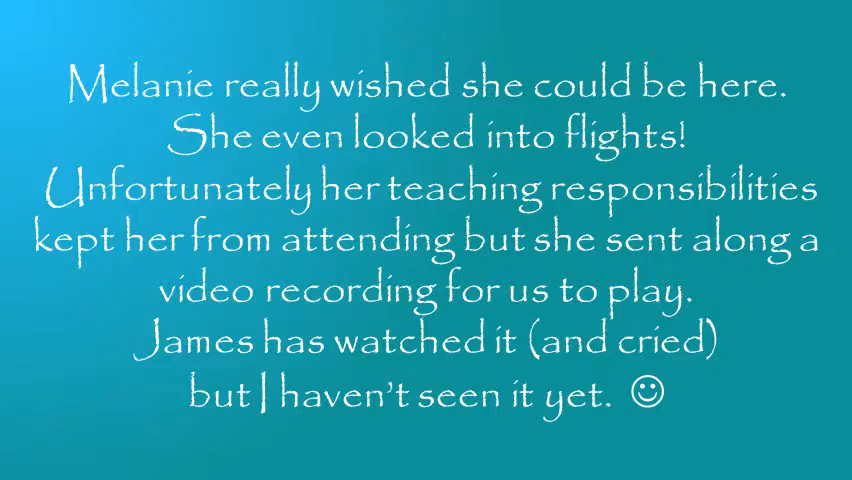 Melanie really wished she could be here.
She even looked into flights!
Unfortunately her teaching responsibilities
kept her from attending but she sent along a
video recording for us to play.
James has watched it (and cried)
but I haven't seen it yet. ☺